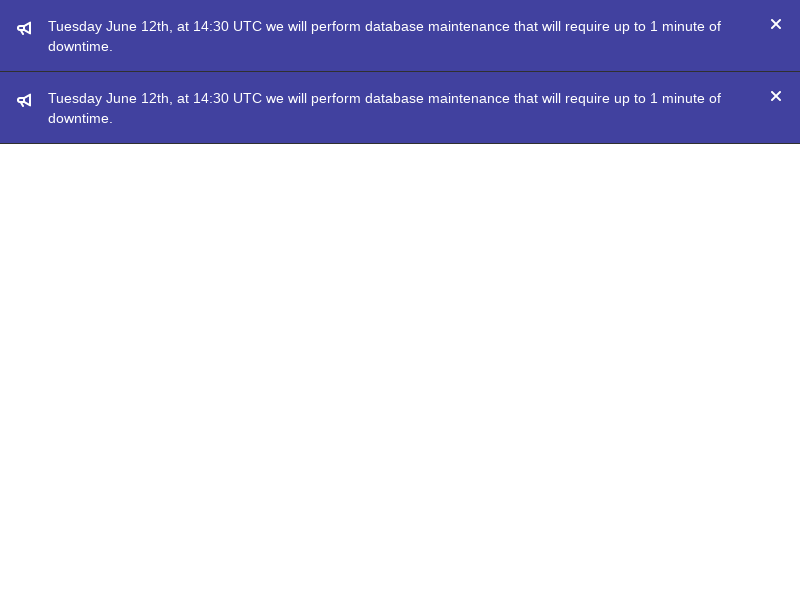 Tuesday June 12th, at 14:30 UTC we will perform database maintenance that will require up to 1 minute of
downtime.
Tuesday June 12th, at 14:30 UTC we will perform database maintenance that will require up to 1 minute of
downtime.